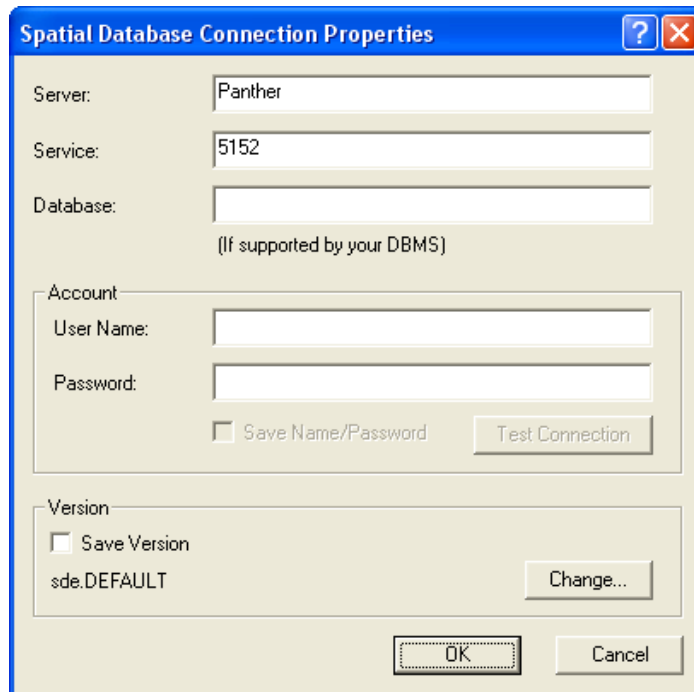 Spatial Database Connection Properties
Server: Panther
Service: 5152
Database:
(If supported by your DBMS)
Account
User Name:
Password:
Save Name/Password Test Connection
Version
Save Version
sde.DEFAULT Change...
OK Cancel